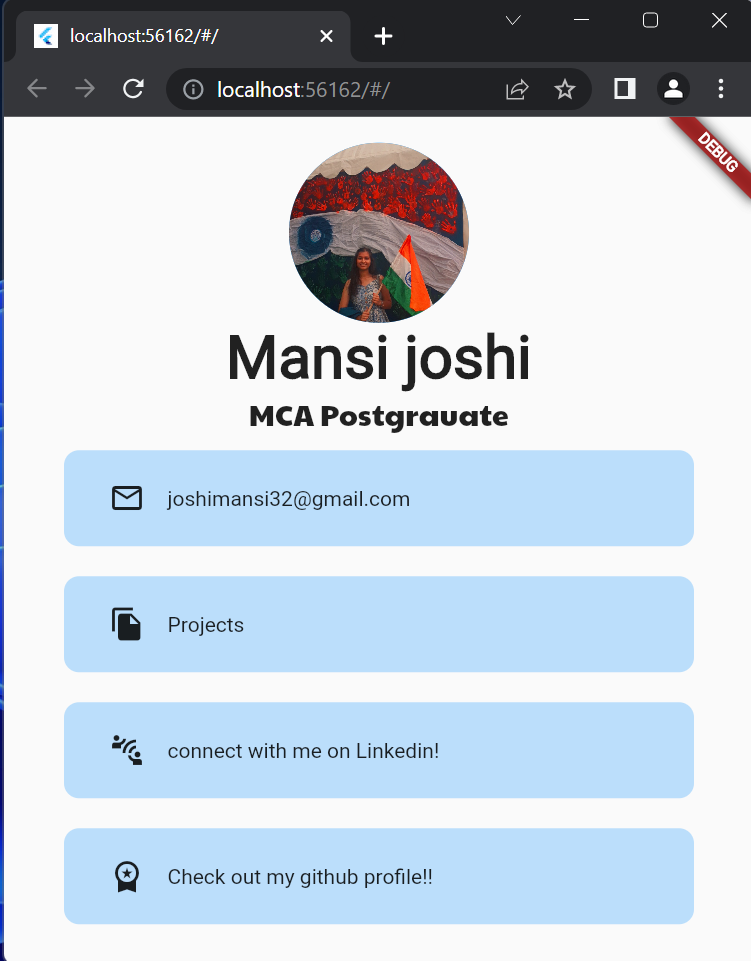 localhost:56162/#/
localhost:56162/#/
DEBUG
Mansi joshi
MCA Postgrauate
joshimansi32@gmail.com
Projects
connect with me on Linkedin!
Check out my github profile!!